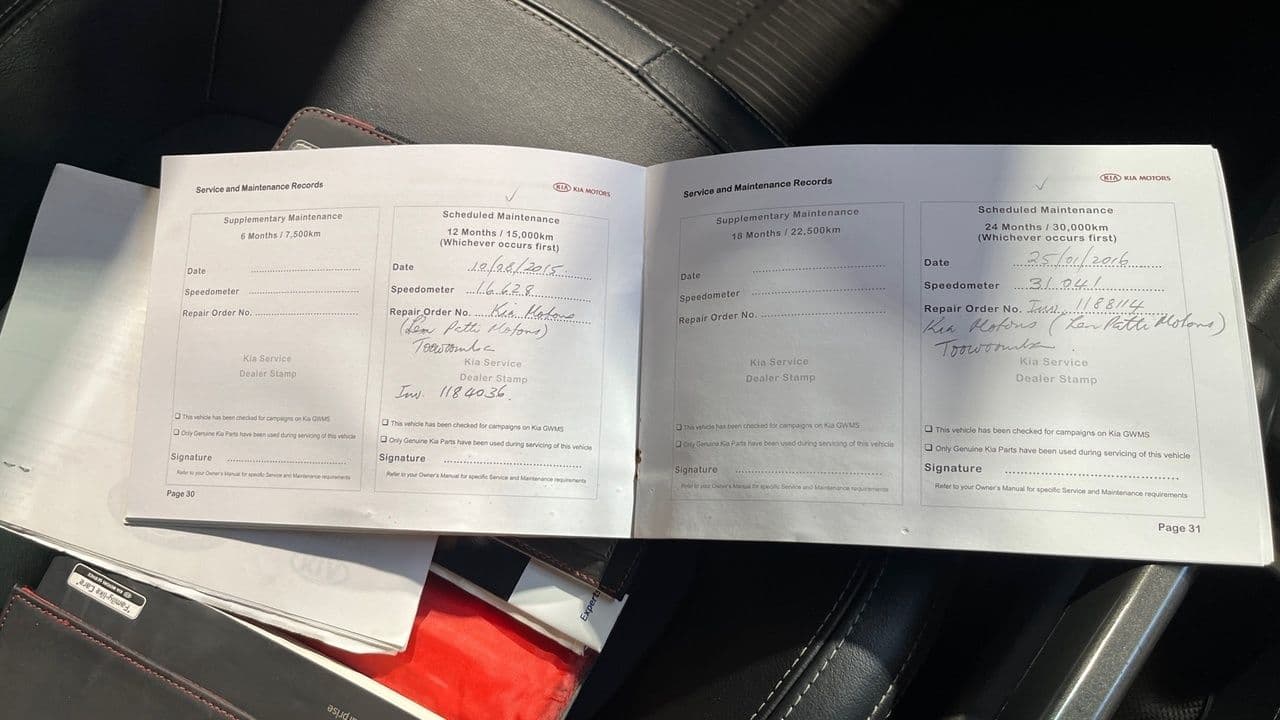 Service and Maintenance Records
KIA KIA MOTORS
Supplementary Maintenance
6 Months / 7,500km
Date
Speedometer
Repair Order No.
Kia Service
Dealer Stamp
This vehicle has been checked for campaigns on Kia GWMS
Only Genuine Kia Parts have been used during servicing of this vehicle
Signature
Refer to your Owner's Manual for specific Service and Maintenance requirements
Page 30
Scheduled Maintenance
12 Months / 15,000km
(Whichever occurs first)
Date 10/08/2015
Speedometer 16628
Repair Order No. Kia Motors
(Len Patti Motors)
Toowoomba
Kia Service
Dealer Stamp
Inv. 1184036.
This vehicle has been checked for campaigns on Kia GWMS
Only Genuine Kia Parts have been used during servicing of this vehicle
Signature
Refer to your Owner's Manual for specific Service and Maintenance requirements
Service and Maintenance Records
KIA KIA MOTORS
Supplementary Maintenance
18 Months / 22,500km
Date
Speedometer
Repair Order No.
Kia Service
Dealer Stamp
This vehicle has been checked for campaigns on Kia GWMS
Only Genuine Kia Parts have been used during servicing of this vehicle
Signature
Refer to your Owner's Manual for specific Service and Maintenance requirements
Scheduled Maintenance
24 Months / 30,000km
(Whichever occurs first)
Date 25/01/2016
Speedometer 31041
Repair Order No. Inv. 1188114
Kia Motors (Len Patti Motors)
Toowoomba.
Kia Service
Dealer Stamp
This vehicle has been checked for campaigns on Kia GWMS
Only Genuine Kia Parts have been used during servicing of this vehicle
Signature
Refer to your Owner's Manual for specific Service and Maintenance requirements
Page 31
"Family-like Care"
Experts